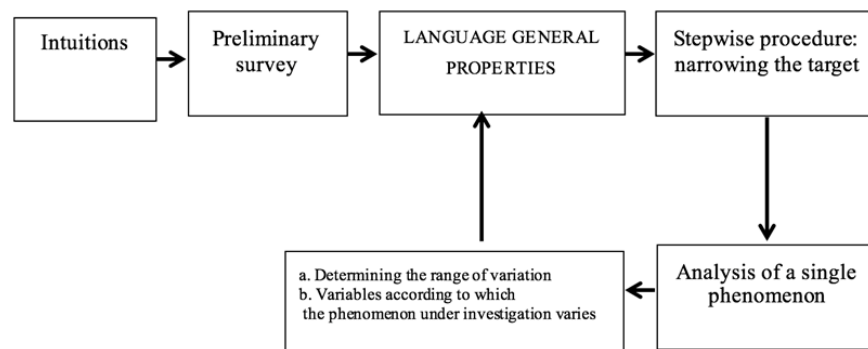 Intuitions
Preliminary
survey
LANGUAGE GENERAL
PROPERTIES
Stepwise procedure:
narrowing the target
Analysis of a single
phenomenon
a. Determining the range of variation
b. Variables according to which
the phenomenon under investigation varies